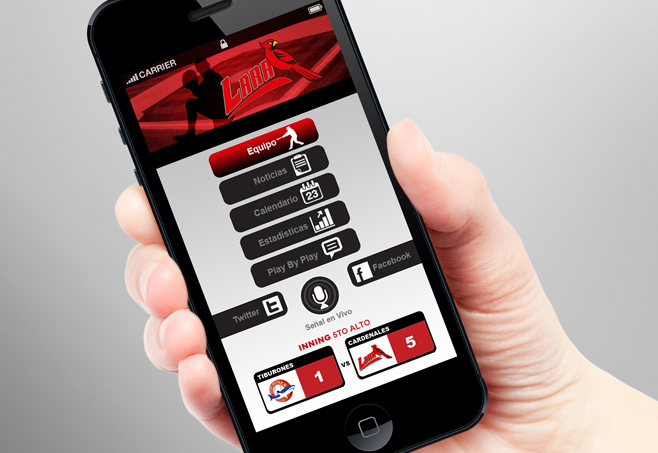 CARRIER
LARA
Equipo
Noticias
Calendario 23
Estadísticas
Play By Play
Twitter t
f Facebook
Señal en Vivo
INNING 5TO ALTO
TIBURONES
1
vs
CARDENALES
5